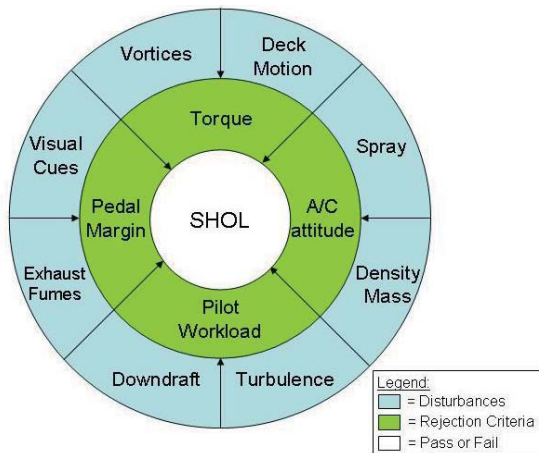 Vortices
Deck
Motion
Visual
Cues
Torque
Spray
Pedal
Margin
SHOL
A/C
attitude
Exhaust
Fumes
Pilot
Workload
Density
Mass
Downdraft
Turbulence
Legend:
= Disturbances
= Rejection Criteria
= Pass or Fail